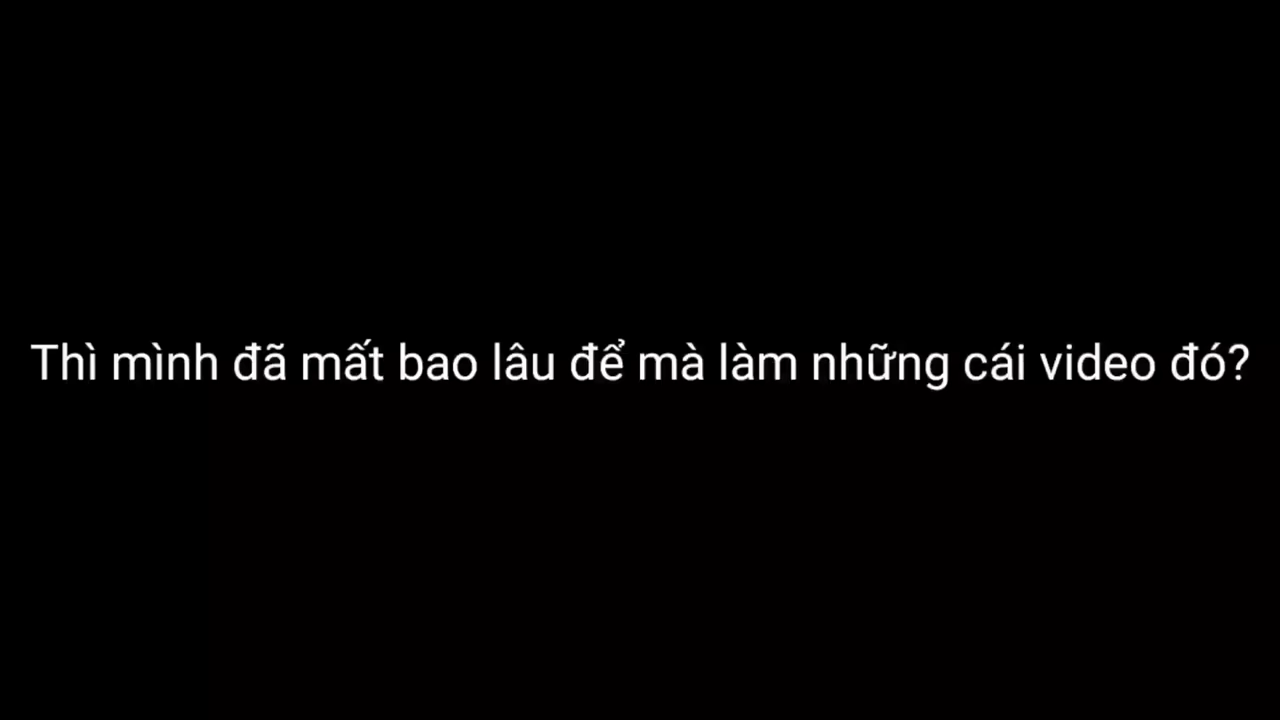 Thì mình đã mất bao lâu để mà làm những cái video đó?